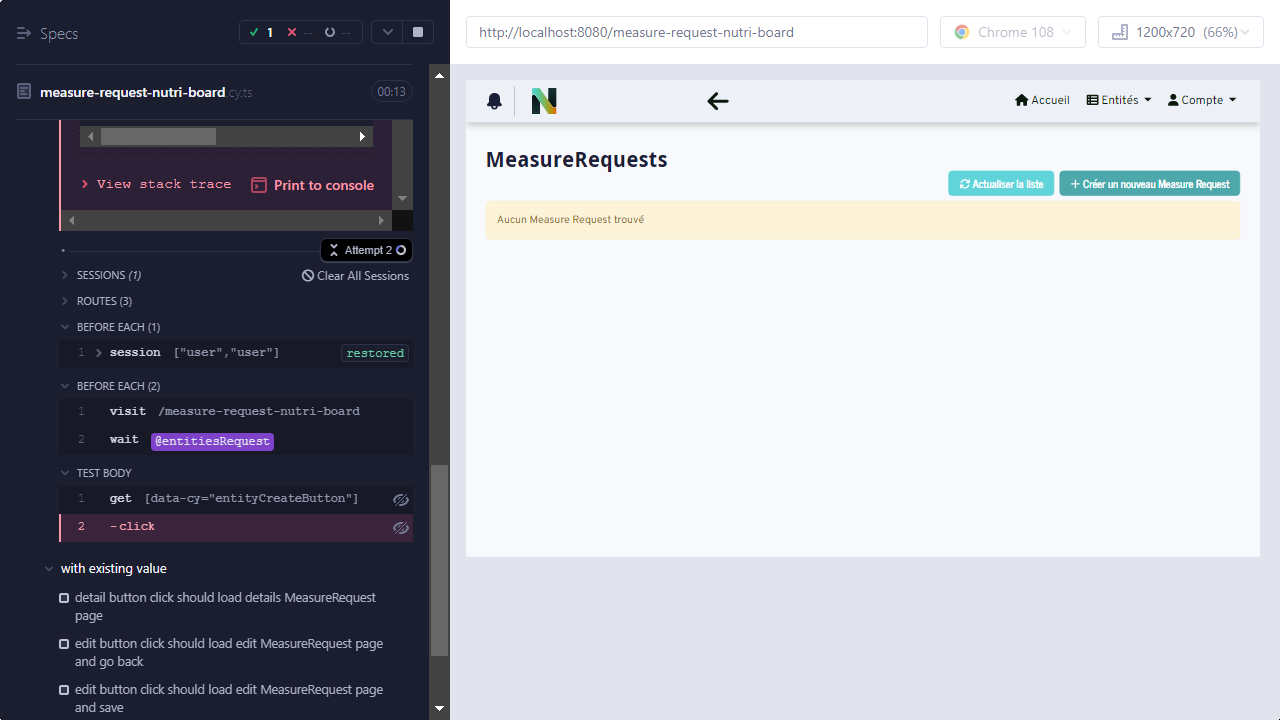 Specs
1 -- --
measure-request-nutri-board.cy.ts
00:13
View stack trace
Print to console
Attempt 2
SESSIONS (1)
Clear All Sessions
ROUTES (3)
BEFORE EACH (1)
1 session ["user","user"] restored
BEFORE EACH (2)
1 visit /measure-request-nutri-board
2 wait @entitiesRequest
TEST BODY
1 get [data-cy="entityCreateButton"]
2 -click
with existing value
detail button click should load details MeasureRequest
page
edit button click should load edit MeasureRequest page
and go back
edit button click should load edit MeasureRequest page
and save
http://localhost:8080/measure-request-nutri-board
Chrome 108
1200x720 (66%)
N
Accueil
Entités
Compte
MeasureRequests
Actualiser la liste
Créer un nouveau Measure Request
Aucun Measure Request trouvé